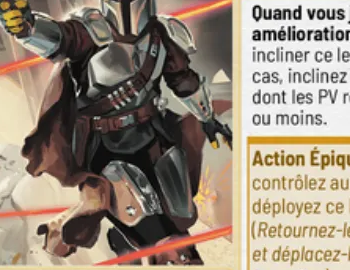 Quand vous j
amélioration
incliner ce le
cas, inclinez
dont les PV re
ou moins.
Action Épiqu
contrôlez au
déployez ce l
(Retournez-le
et déplacez-l